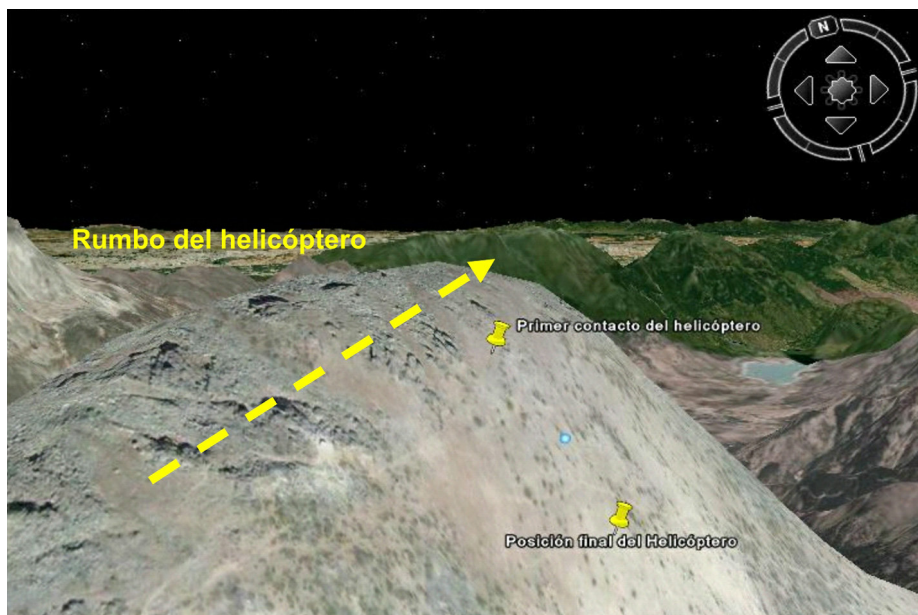 N
Rumbo del helicóptero
Primer contacto del helicóptero
Posición final del Helicóptero